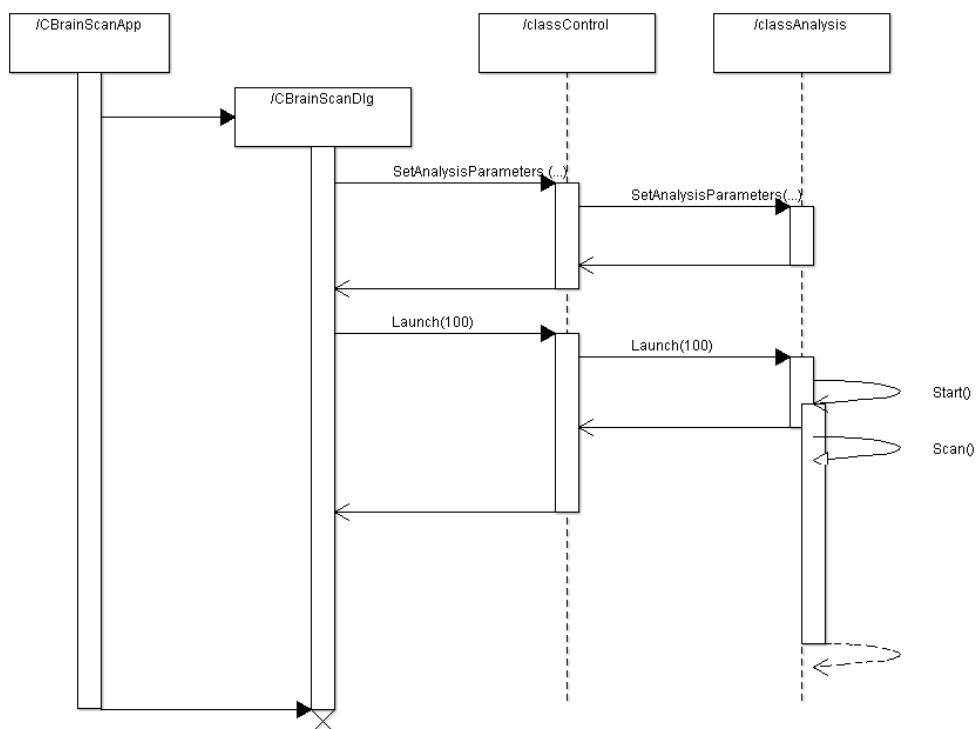 /CBrainScanApp
/classControl
/classAnalysis
/CBrainScanDlg
SetAnalysisParameters (...)
SetAnalysisParameters(...)
Launch(100)
Launch(100)
Start()
Scan()